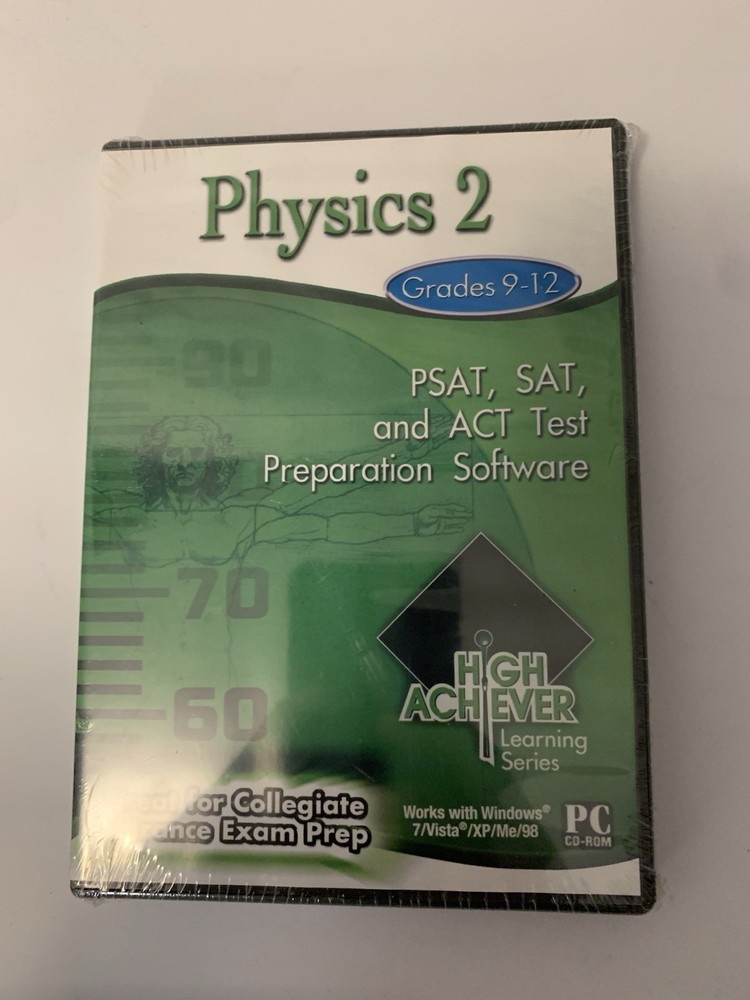 Physics 2
Grades 9-12
90
PSAT, SAT,
and ACT Test
Preparation Software
70
60
HIGH
ACHIEVER
Learning
Series
for Collegiate
Exam Prep
Works with Windows®
7/Vista®/XP/Me/98
PC
CD-ROM